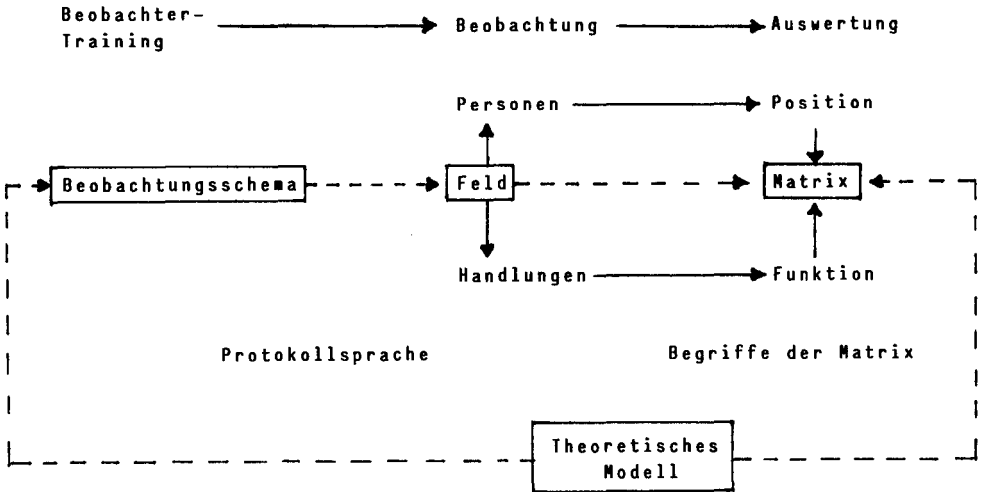 Beobachter-
Training
Beobachtung
Auswertung
Personen
Position
Beobachtungsschema
Feld
Matrix
Handlungen
Funktion
Protokollsprache
Begriffe der Matrix
Theoretisches
Modell